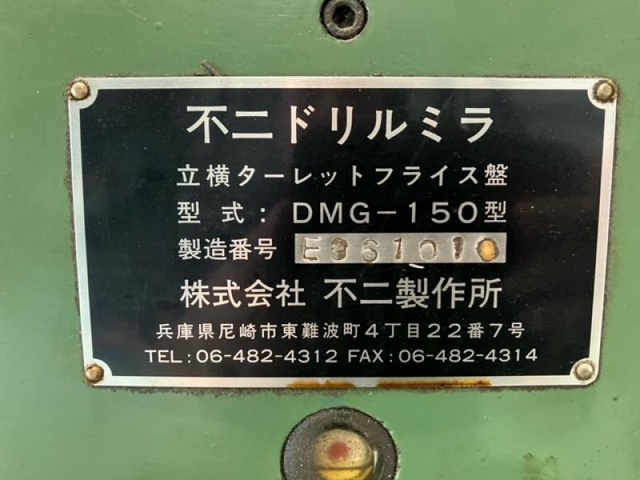 不二ドリルミラ
立横ターレットフライス盤
型式：DMG-150型
製造番号 E961010
株式会社 不二製作所
兵庫県尼崎市東難波町4丁目22番7号
TEL：06-482-4312 FAX：06-482-4314